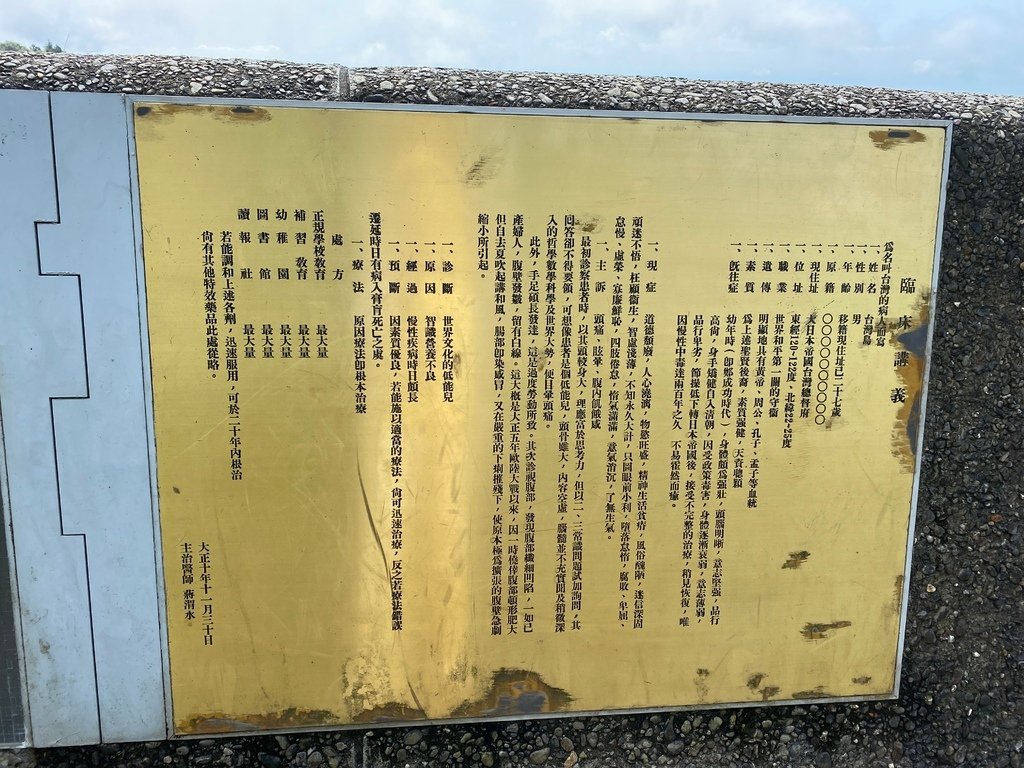 臨床講義
為名叫台灣的病人而寫
一、姓名　台灣島
一、性別　男
一、年齡　移籍現住址已二十七歲
一、原籍　○○○○○○○○○
一、現住址　大日本帝國台灣總督府
一、位址　東經120~122度、北緯22~25度
一、職業　世界和平第一關的守衛
一、遺傳　明顯地具有黃帝、周公、孔子、孟子等血統
一、素質　為上述聖賢後裔，素質强健，天資聰穎
一、旣往症　幼年時（卽鄭成功時代），身體頗為强壯，頭腦明晰，意志堅强，品行
高尚，身手矯健自入清朝，因受政策毒害，身體逐漸衰弱，意志薄弱，
品行卑劣，節操低下轉日本帝國後，接受不完整的治療，稍見恢復，唯
因慢性中毒達兩百年之久　不易霍然而癒。
一、現症　道德頹廢，人心澆漓，物慾旺盛，精神生活貧瘠，風俗醜陋，迷信深固
頑迷不悟，枉顧衞生，智慮淺薄，不知永久大計，只圖眼前小利，墮落怠惰，腐敗、卑屈、
怠慢、虛榮、寡廉鮮恥，四肢倦怠，惰氣滿滿，意氣沮沉，了無生氣。
一、主訴　頭痛、眩暈、腹內飢餓感
最初診察患者時，以其頭較身大，理應富於思考力，但以二、三常識問題試加詢問，其
回答卻不得要領，可想像患者是個低能兒，頭骨雖大，內容空虛，腦髓並不充實聞及稍微深
入的哲學數學科學及世界大勢，便目暈頭痛。
此外，手足碩長發達，這是過度勞動所致。其次診視腹部，發現腹部纖細凹陷，一如已
產婦人，腹壁發皺，留有白線。這大概是大正五年歐陸大戰以來，因一時僥倖腹部頓形肥大
但自去夏吹起講和風，腸部卽染感冒，又在嚴重的下痢摧殘下，使原本極為擴張的腹壁急劇
縮小所引起。
一、診斷　世界文化的低能兒
一、原因　智識營養不良
一、經過　慢性疾病時日頗長
一、預斷　因素質優良，若能施以適當的療法，尚可迅速治療，反之若療法錯誤
遷延時日有病入膏肓死亡之虞。
一、療法　原因療法卽根本治療
處方
正規學校敎育　最大量
補習敎育　最大量
幼稚園　最大量
圖書館　最大量
讀報社　最大量
若能調和上述各劑，迅速服用，可於二十年內根治
尚有其他特效藥品此處從略。
大正十年十一月三十日
主治醫師　蔣渭水